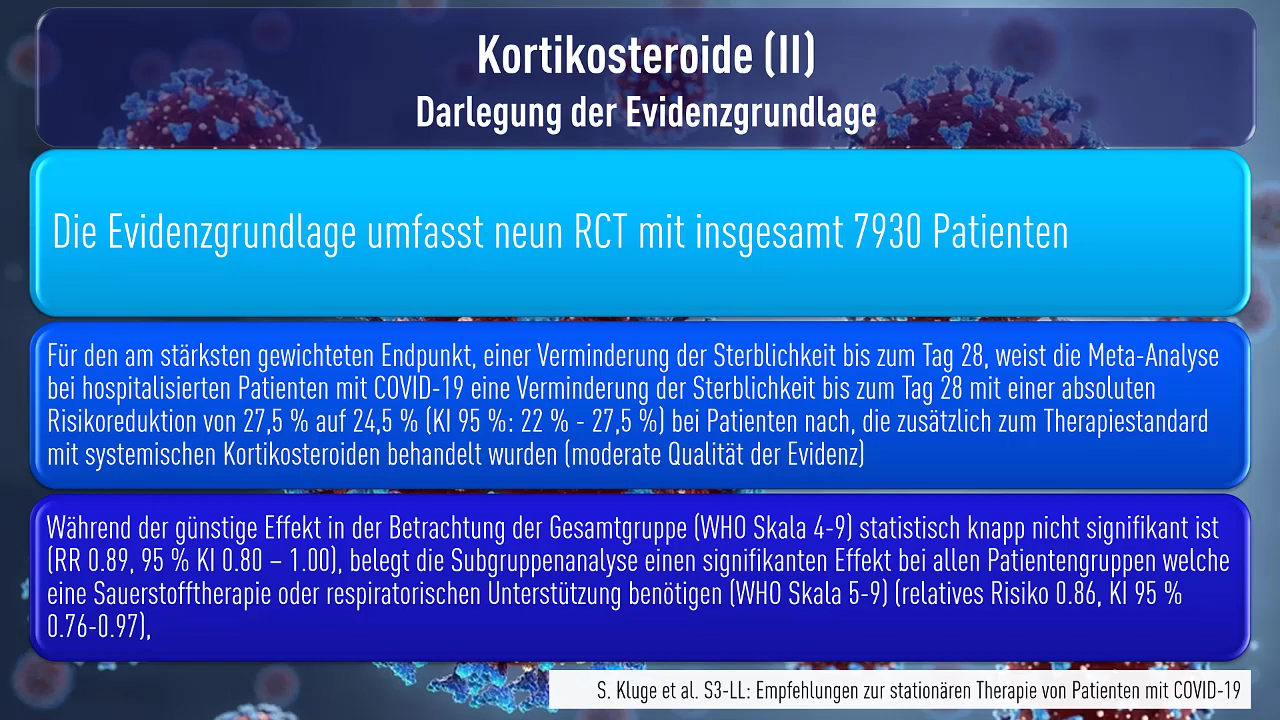 Kortikosteroide (II)
Darlegung der Evidenzgrundlage
Die Evidenzgrundlage umfasst neun RCT mit insgesamt 7930 Patienten
Für den am stärksten gewichteten Endpunkt, einer Verminderung der Sterblichkeit bis zum Tag 28, weist die Meta-Analyse
bei hospitalisierten Patienten mit COVID-19 eine Verminderung der Sterblichkeit bis zum Tag 28 mit einer absoluten
Risikoreduktion von 27,5 % auf 24,5 % (KI 95 %: 22 % - 27,5 %) bei Patienten nach, die zusätzlich zum Therapiestandard
mit systemischen Kortikosteroiden behandelt wurden (moderate Qualität der Evidenz)
Während der günstige Effekt in der Betrachtung der Gesamtgruppe (WHO Skala 4-9) statistisch knapp nicht signifikant ist
(RR 0.89, 95 % KI 0.80 – 1.00), belegt die Subgruppenanalyse einen signifikanten Effekt bei allen Patientengruppen welche
eine Sauerstofftherapie oder respiratorischen Unterstützung benötigen (WHO Skala 5-9) (relatives Risiko 0.86, KI 95 %
0.76-0.97),
S. Kluge et al. S3-LL: Empfehlungen zur stationären Therapie von Patienten mit COVID-19